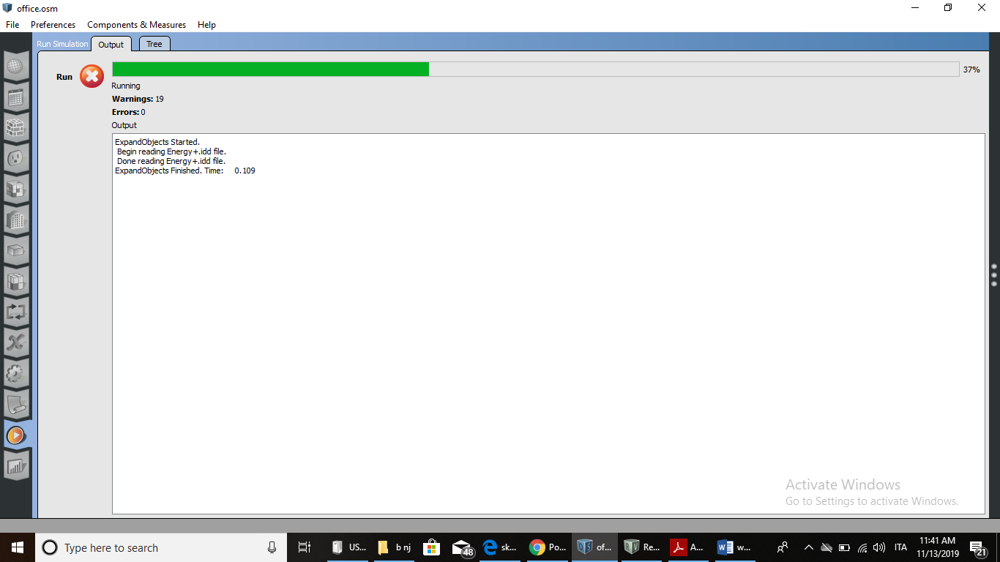 office.osm
File Preferences Components & Measures Help
Run Simulation Output Tree
Run 37%
Running
Warnings: 19
Errors: 0
Output
ExpandObjects Started.
Begin reading Energy+.idd file.
Done reading Energy+.idd file.
ExpandObjects Finished. Time: 0.109
Activate Windows
Go to Settings to activate Windows.
Type here to search US... b nj 48 sk... Po... OS of... RV Re... A... W w... ITA 11:41 AM
11/13/2019 21